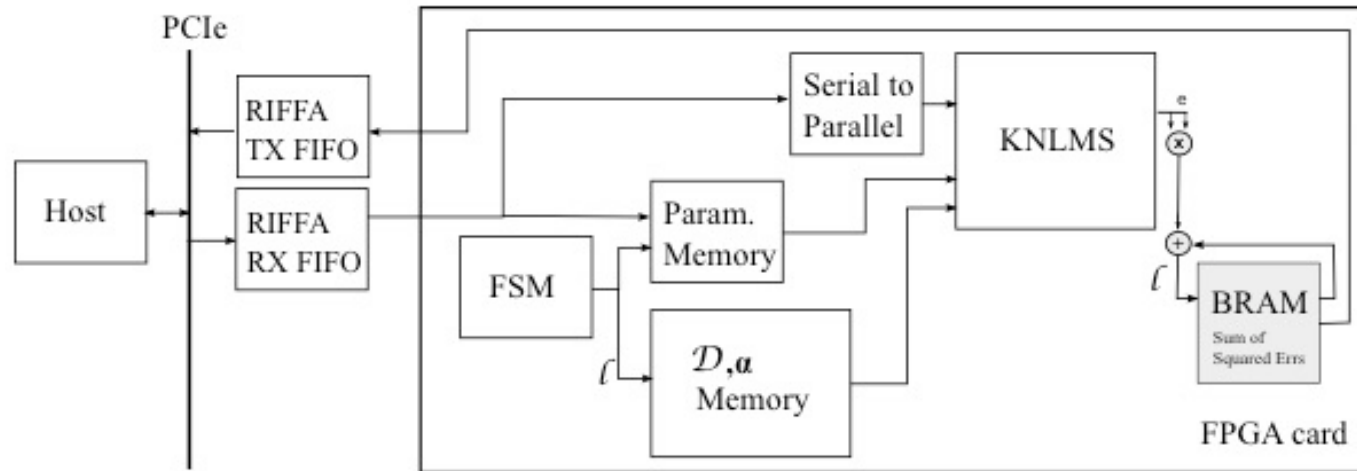 PCIe
RIFFA
TX FIFO
Host
RIFFA
RX FIFO
Serial to
Parallel
KNLMS
e
x
+
Param.
Memory
FSM
l
𝒟,α
Memory
l
BRAM
Sum of
Squared Errs
FPGA card